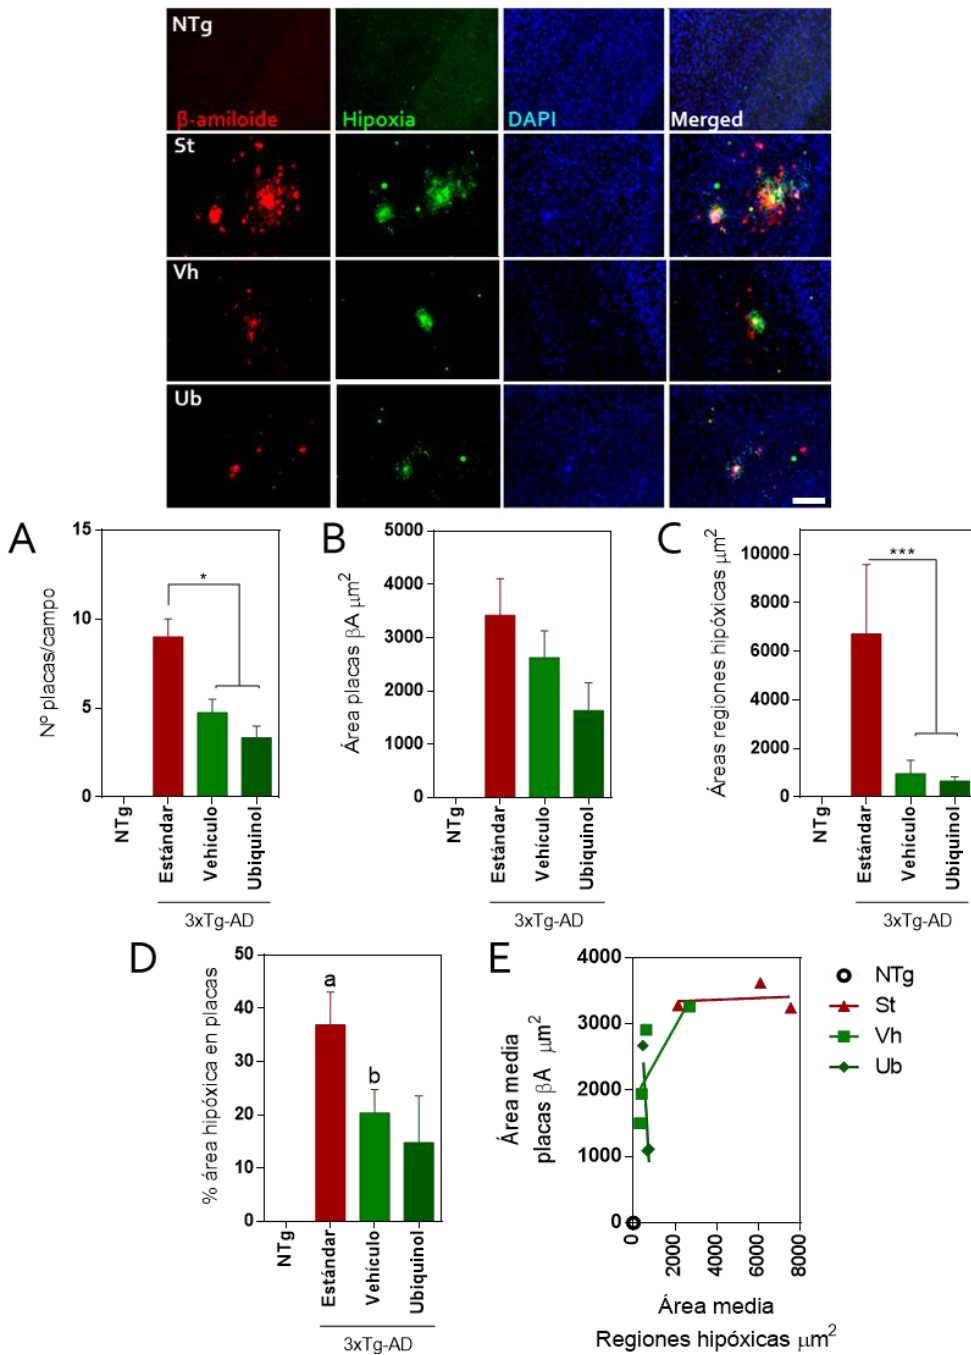 NTg
β-amiloide
Hipoxia
DAPI
Merged
St
Vh
Ub
A
Nº placas/campo
15
10
5
0
*
NTg
Estándar
Vehículo
Ubiquinol
3xTg-AD
B
Área placas βA μm²
5000
4000
3000
2000
1000
0
NTg
Estándar
Vehículo
Ubiquinol
3xTg-AD
C
Áreas regiones hipóxicas μm²
10000
8000
6000
4000
2000
0
***
NTg
Estándar
Vehículo
Ubiquinol
3xTg-AD
D
% área hipóxica en placas
50
40
30
20
10
0
a
b
NTg
Estándar
Vehículo
Ubiquinol
3xTg-AD
E
Área media
placas βA μm²
4000
3000
2000
1000
0
0
2000
4000
6000
8000
Área media
Regiones hipóxicas μm²
NTg
St
Vh
Ub